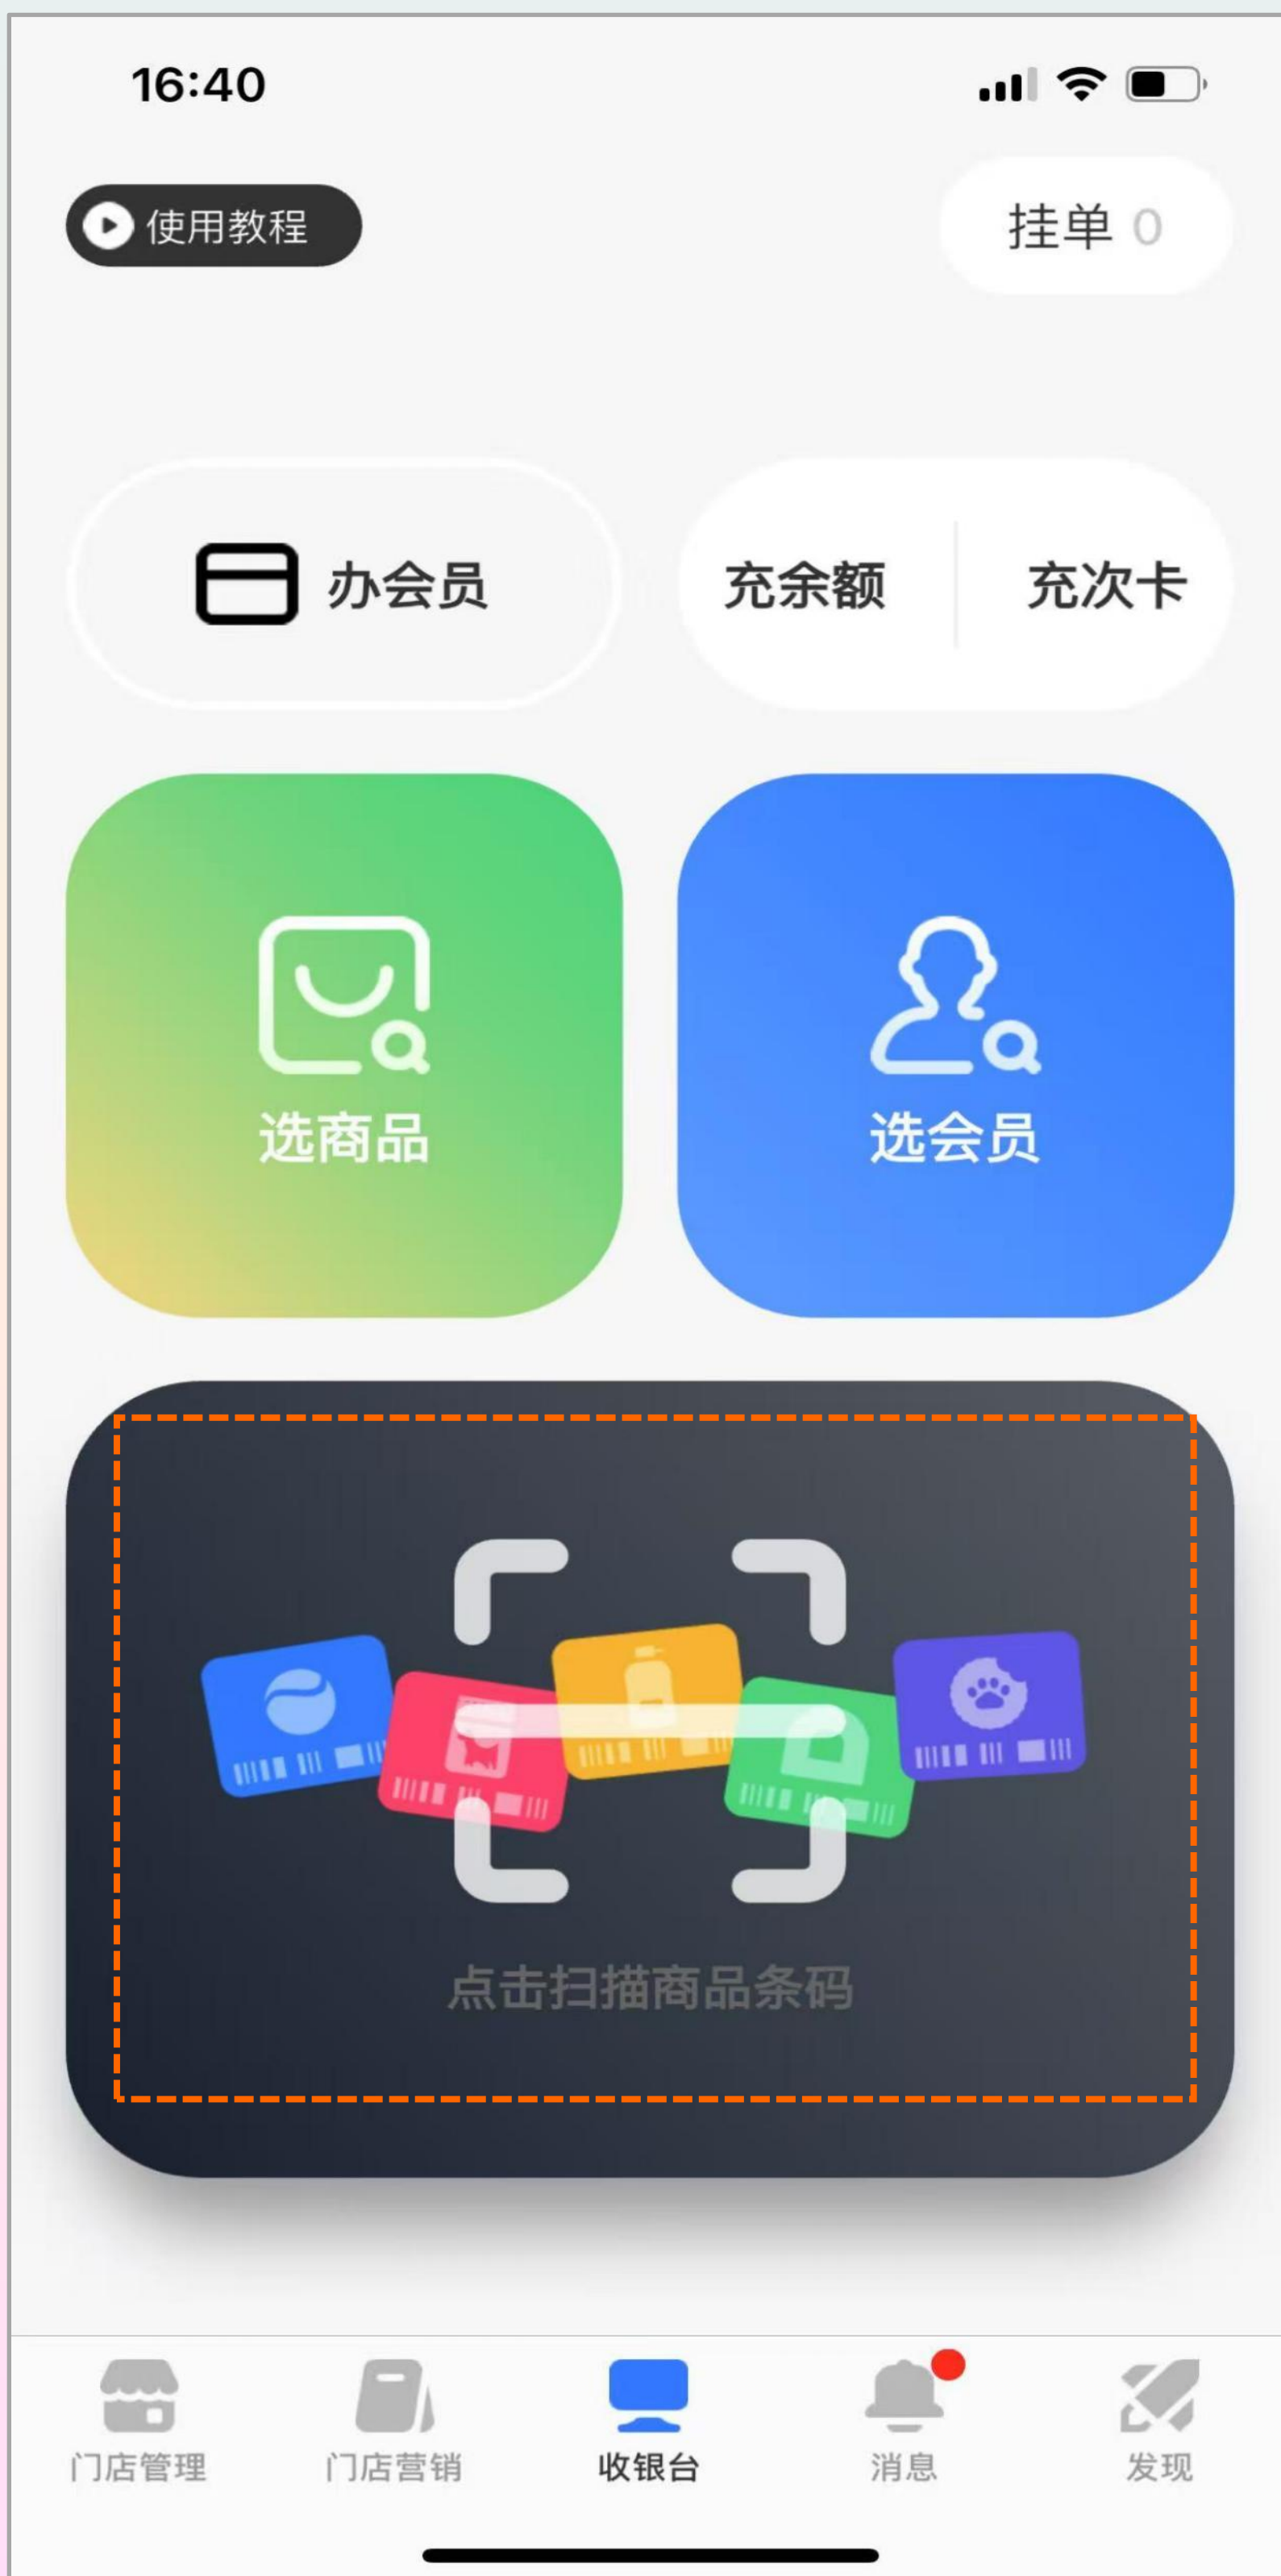 16:40
使用教程
挂单 0
办会员
充余额
充次卡
选商品
选会员
点击扫描商品条码
门店管理
门店营销
收银台
消息
发现